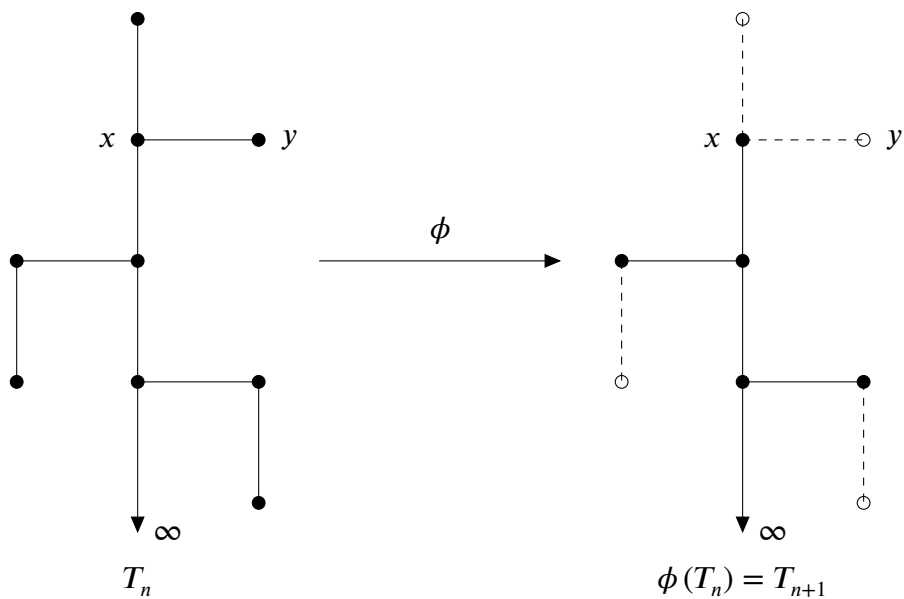 x y
x y
ϕ
∞
∞
T_n
ϕ (T_n) = T_{n+1}